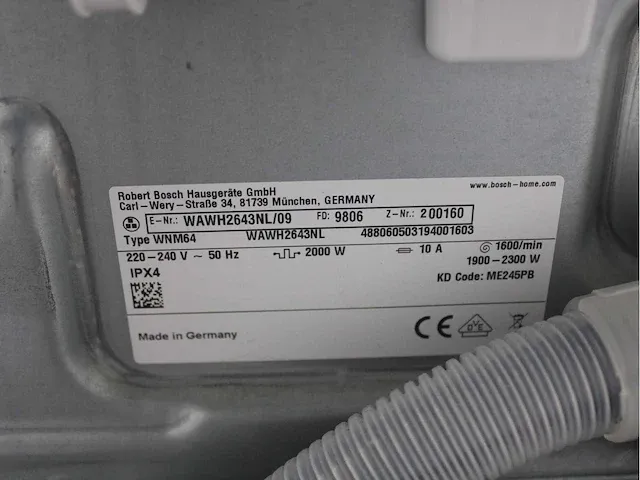 Robert Bosch Hausgeräte GmbH
www.bosch-home.com
Carl-Wery-Straße 34, 81739 München, GERMANY
E-Nr.: WAWH2643NL/09 FD: 9806 Z-Nr.: 200160
Type WNM64 WAWH2643NL 488060503194001603
220-240 V ~ 50 Hz 2000 W 10 A 1600/min
1900-2300 W
IPX4
KD Code: ME245PB
Made in Germany
CE DVE